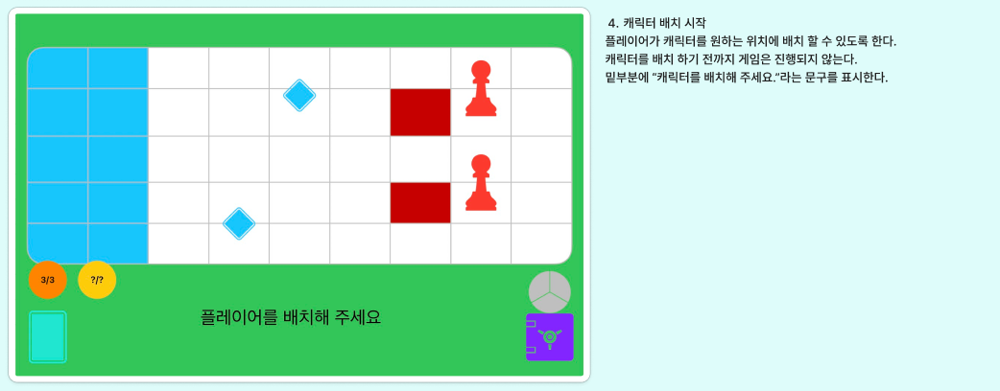 4. 캐릭터 배치 시작
플레이어가 캐릭터를 원하는 위치에 배치 할 수 있도록 한다.
캐릭터를 배치 하기 전까지 게임은 진행되지 않는다.
밑부분에 “캐릭터를 배치해 주세요.”라는 문구를 표시한다.
3/3
?/?
플레이어를 배치해 주세요